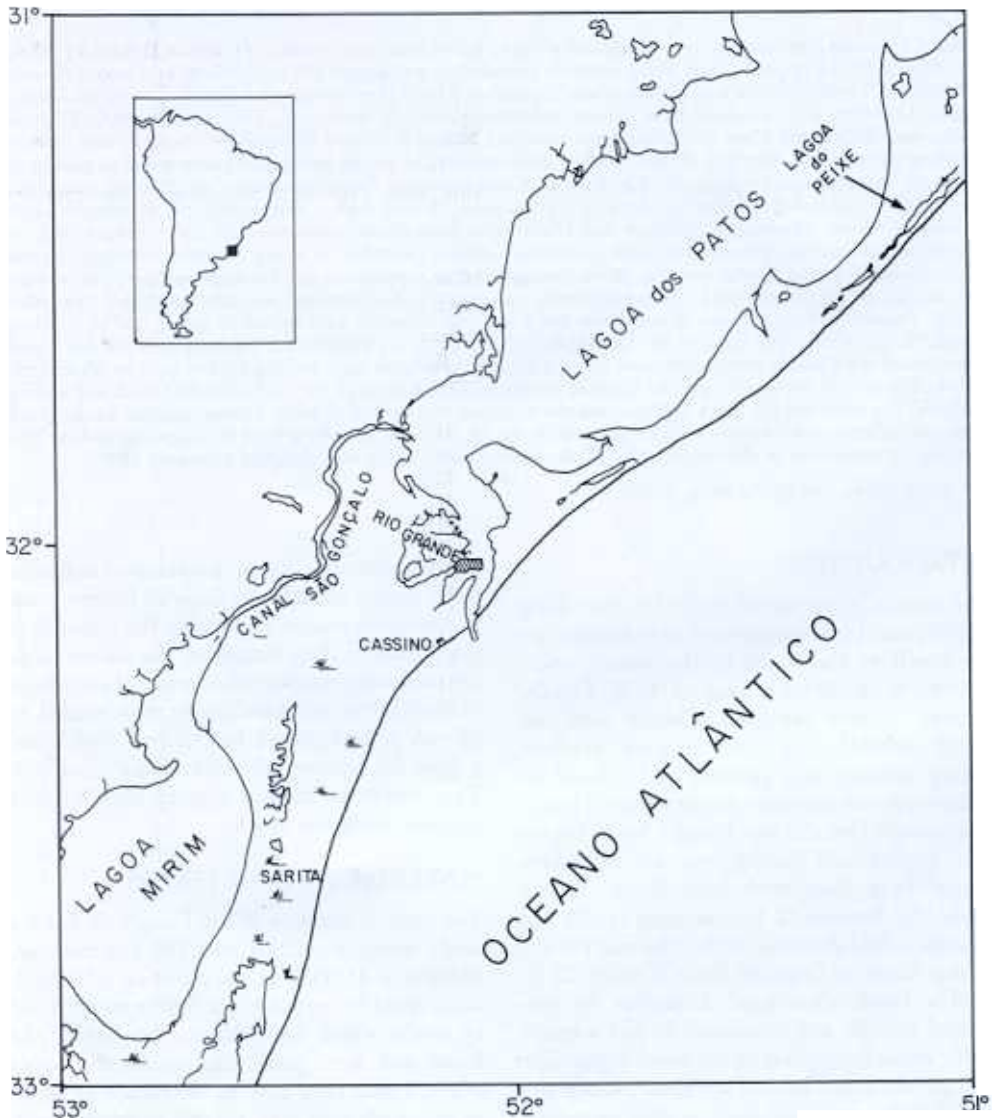 31°
LAGOA
do
PEIXE
LAGOA dos PATOS
32°
RIO GRANDE
CANAL SÃO GONÇALO
CASSINO
OCEANO ATLÂNTICO
LAGOA
MIRIM
SARITA
33°
53°
52°
51°